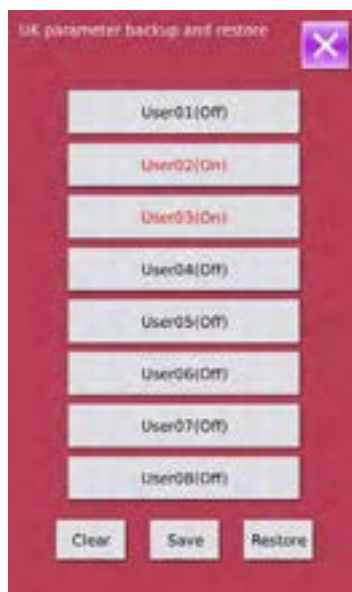 UK parameter backup and restore
User01(Off)
User02(On)
User03(On)
User04(Off)
User05(Off)
User06(Off)
User07(Off)
User08(Off)
Clear Save Restore